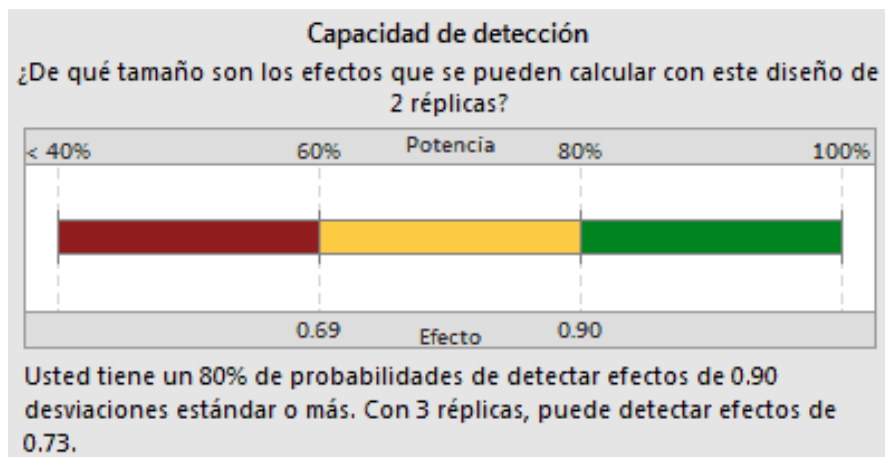 Capacidad de detección
¿De qué tamaño son los efectos que se pueden calcular con este diseño de
2 réplicas?
< 40% 60% Potencia 80% 100%
0.69 Efecto 0.90
Usted tiene un 80% de probabilidades de detectar efectos de 0.90
desviaciones estándar o más. Con 3 réplicas, puede detectar efectos de
0.73.